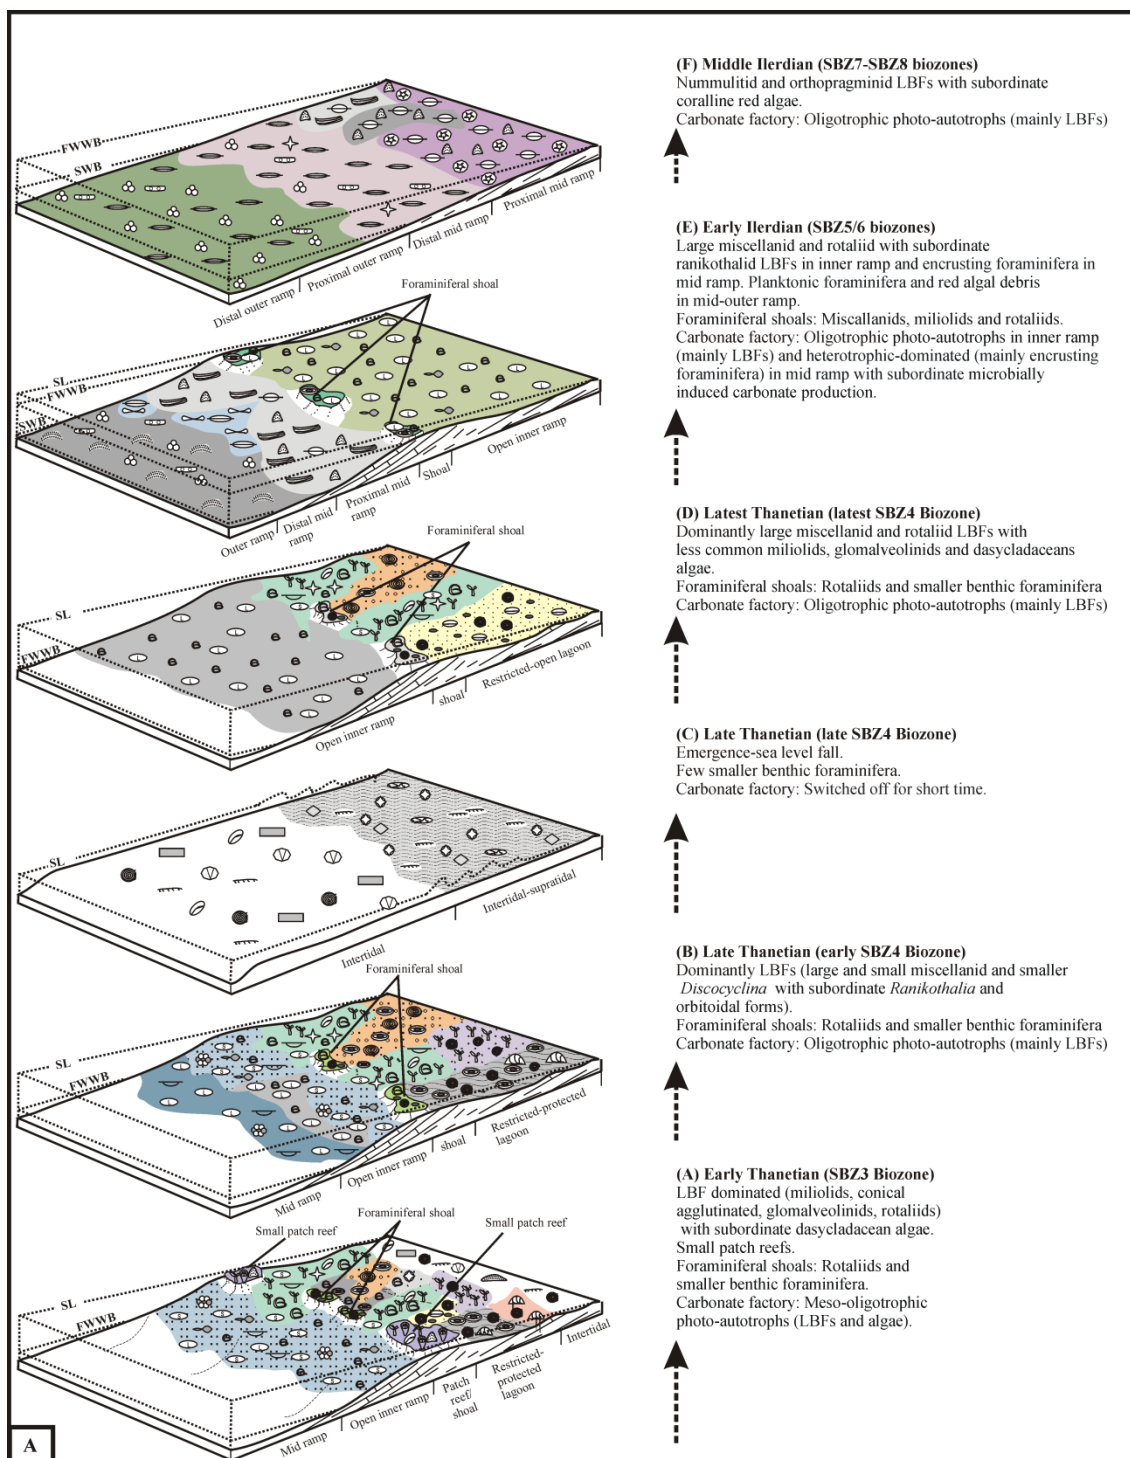 (F) Middle Ilerdian (SBZ7-SBZ8 biozones)
Nummulitid and orthopragminid LBFs with subordinate
coralline red algae.
Carbonate factory: Oligotrophic photo-autotrophs (mainly LBFs)
FWWB
SWB
Distal outer ramp
Proximal outer ramp
Distal mid ramp
Proximal mid ramp
(E) Early Ilerdian (SBZ5/6 biozones)
Large miscellanid and rotaliid with subordinate
ranikothalid LBFs in inner ramp and encrusting foraminifera in
mid ramp. Planktonic foraminifera and red algal debris
in mid-outer ramp.
Foraminiferal shoals: Miscallanids, miliolids and rotaliids.
Carbonate factory: Oligotrophic photo-autotrophs in inner ramp
(mainly LBFs) and heterotrophic-dominated (mainly encrusting
foraminifera) in mid ramp with subordinate microbially
induced carbonate production.
Foraminiferal shoal
SL
FWWB
SWB
Outer ramp
Distal mid
ramp
Proximal mid
ramp
Shoal
Open inner ramp
(D) Latest Thanetian (latest SBZ4 Biozone)
Dominantly large miscellanid and rotaliid LBFs with
less common miliolids, glomalveolinids and dasycladaceans
algae.
Foraminiferal shoals: Rotaliids and smaller benthic foraminifera
Carbonate factory: Oligotrophic photo-autotrophs (mainly LBFs)
Foraminiferal shoal
SL
FWWB
Open inner ramp
shoal
Restricted-open lagoon
(C) Late Thanetian (late SBZ4 Biozone)
Emergence-sea level fall.
Few smaller benthic foraminifera.
Carbonate factory: Switched off for short time.
SL
Intertidal
Intertidal-supratidal
(B) Late Thanetian (early SBZ4 Biozone)
Dominantly LBFs (large and small miscellanid and smaller
Discocyclina with subordinate Ranikothalia and
orbitoidal forms).
Foraminiferal shoals: Rotaliids and smaller benthic foraminifera
Carbonate factory: Oligotrophic photo-autotrophs (mainly LBFs)
Foraminiferal shoal
SL
FWWB
Mid ramp
Open inner ramp
shoal
Restricted-protected
lagoon
(A) Early Thanetian (SBZ3 Biozone)
LBF dominated (miliolids, conical
agglutinated, glomalveolinids, rotaliids)
with subordinate dasycladacean algae.
Small patch reefs.
Foraminiferal shoals: Rotaliids and
smaller benthic foraminifera.
Carbonate factory: Meso-oligotrophic
photo-autotrophs (LBFs and algae).
Foraminiferal shoal
Small patch reef
Small patch reef
SL
FWWB
Mid ramp
Open inner ramp
Patch
reef/
shoal
Restricted-
protected
lagoon
Intertidal
A